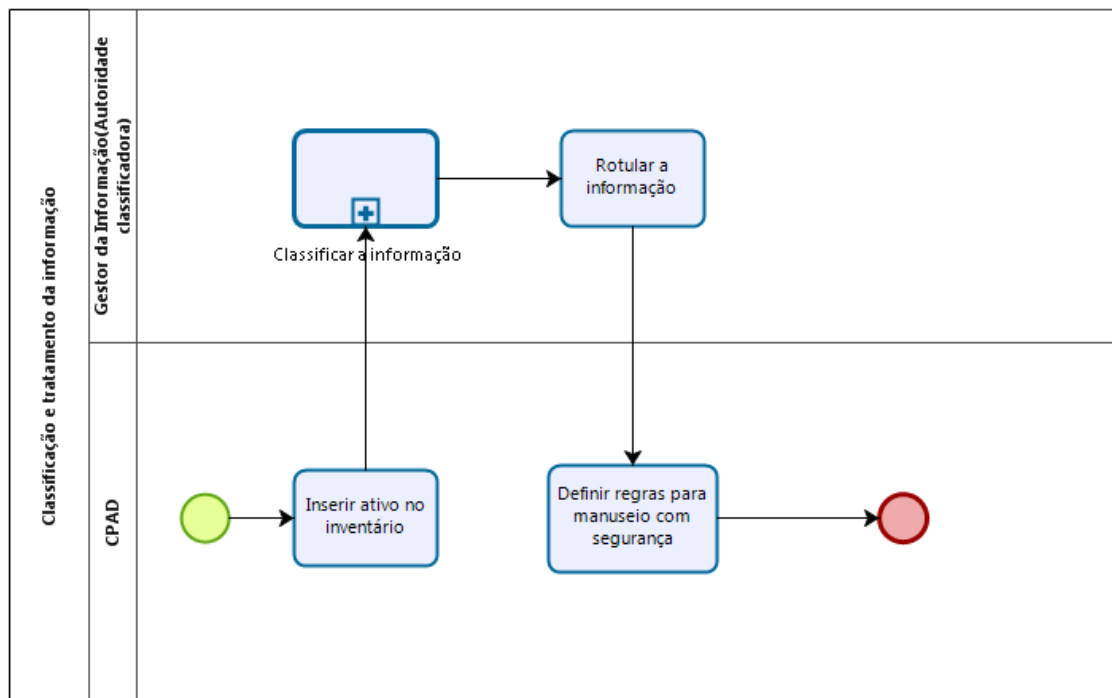 Classificação e tratamento da informação
Gestor da Informação(Autoridade
classificadora)
Classificar a informação
Rotular a
informação
CPAD
Inserir ativo no
inventário
Definir regras para
manuseio com
segurança